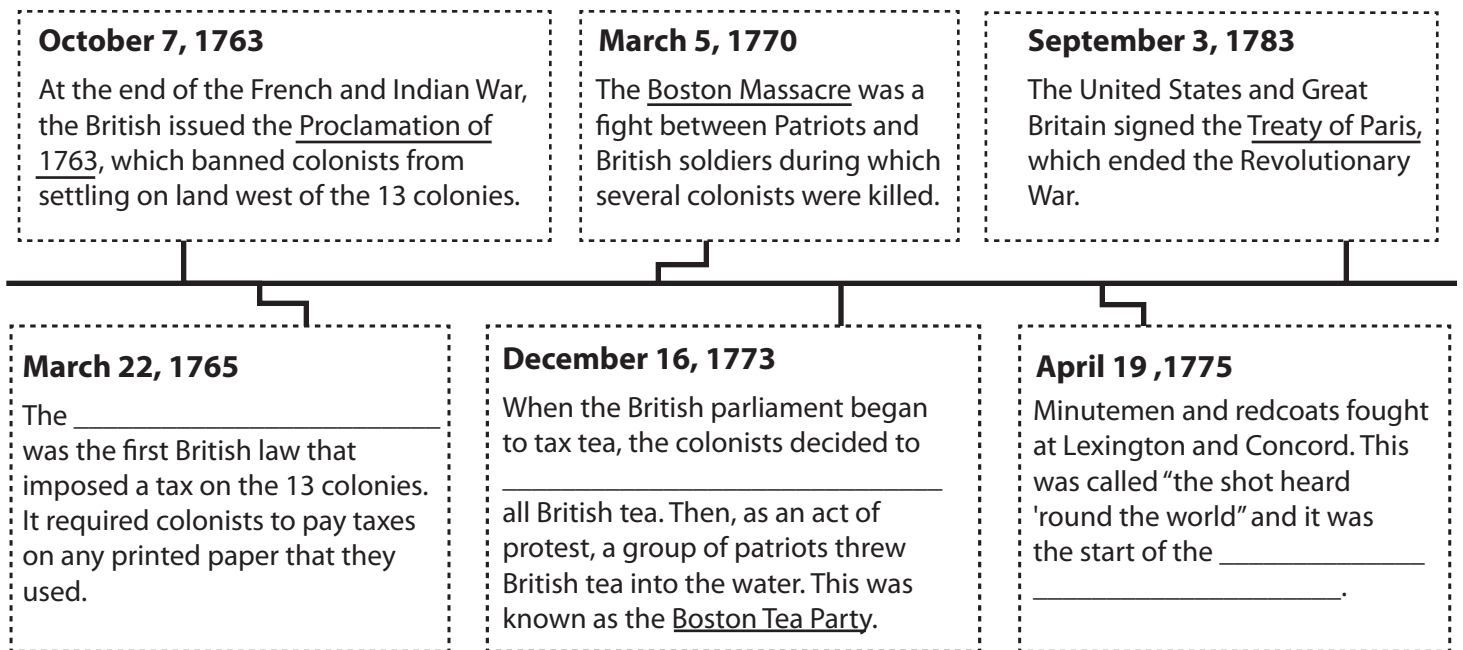 October 7, 1763
At the end of the French and Indian War,
the British issued the Proclamation of
1763, which banned colonists from
settling on land west of the 13 colonies.
March 5, 1770
The Boston Massacre was a
fight between Patriots and
British soldiers during which
several colonists were killed.
September 3, 1783
The United States and Great
Britain signed the Treaty of Paris,
which ended the Revolutionary
War.
March 22, 1765
The ____________________________
was the first British law that
imposed a tax on the 13 colonies.
It required colonists to pay taxes
on any printed paper that they
used.
December 16, 1773
When the British parliament began
to tax tea, the colonists decided to
__________________________________
all British tea. Then, as an act of
protest, a group of patriots threw
British tea into the water. This was
known as the Boston Tea Party.
April 19 ,1775
Minutemen and redcoats fought
at Lexington and Concord. This
was called “the shot heard
'round the world” and it was
the start of the ________________
________________________.